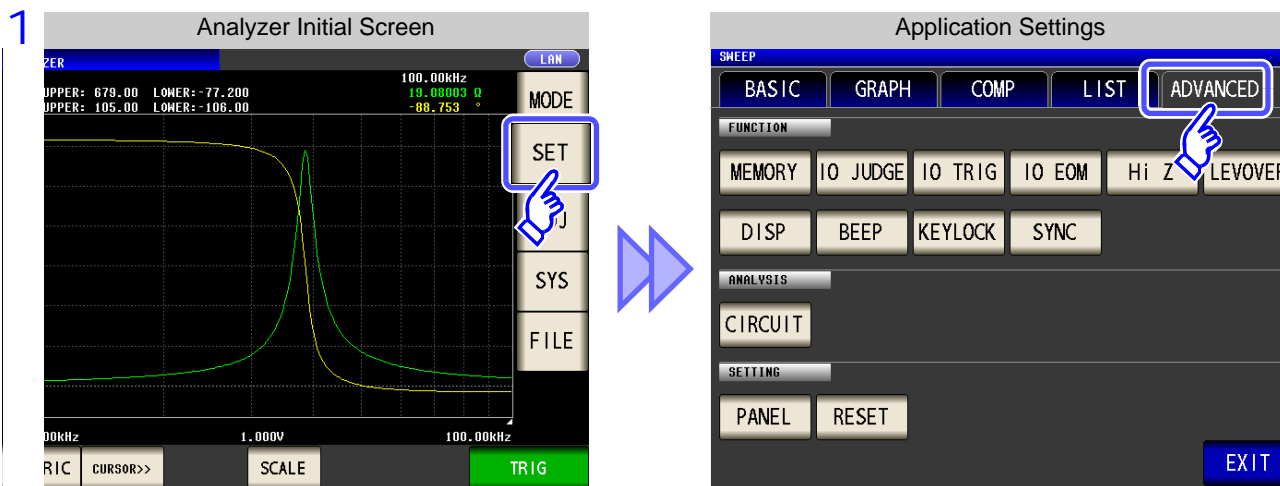 1
Analyzer Initial Screen
ZER
LAN
UPPER: 679.00 LOWER:-77.200
UPPER: 105.00 LOWER:-106.00
100.00kHz
19.08003 Ω
-88.753 °
MODE
SET
SYS
FILE
00kHz
1.000V
100.00kHz
RIC
CURSOR>>
SCALE
TRIG
Application Settings
SWEEP
BASIC
GRAPH
COMP
LIST
ADVANCED
FUNCTION
MEMORY
IO JUDGE
IO TRIG
IO EOM
Hi Z
LEVOVER
DISP
BEEP
KEYLOCK
SYNC
ANALYSIS
CIRCUIT
SETTING
PANEL
RESET
EXIT